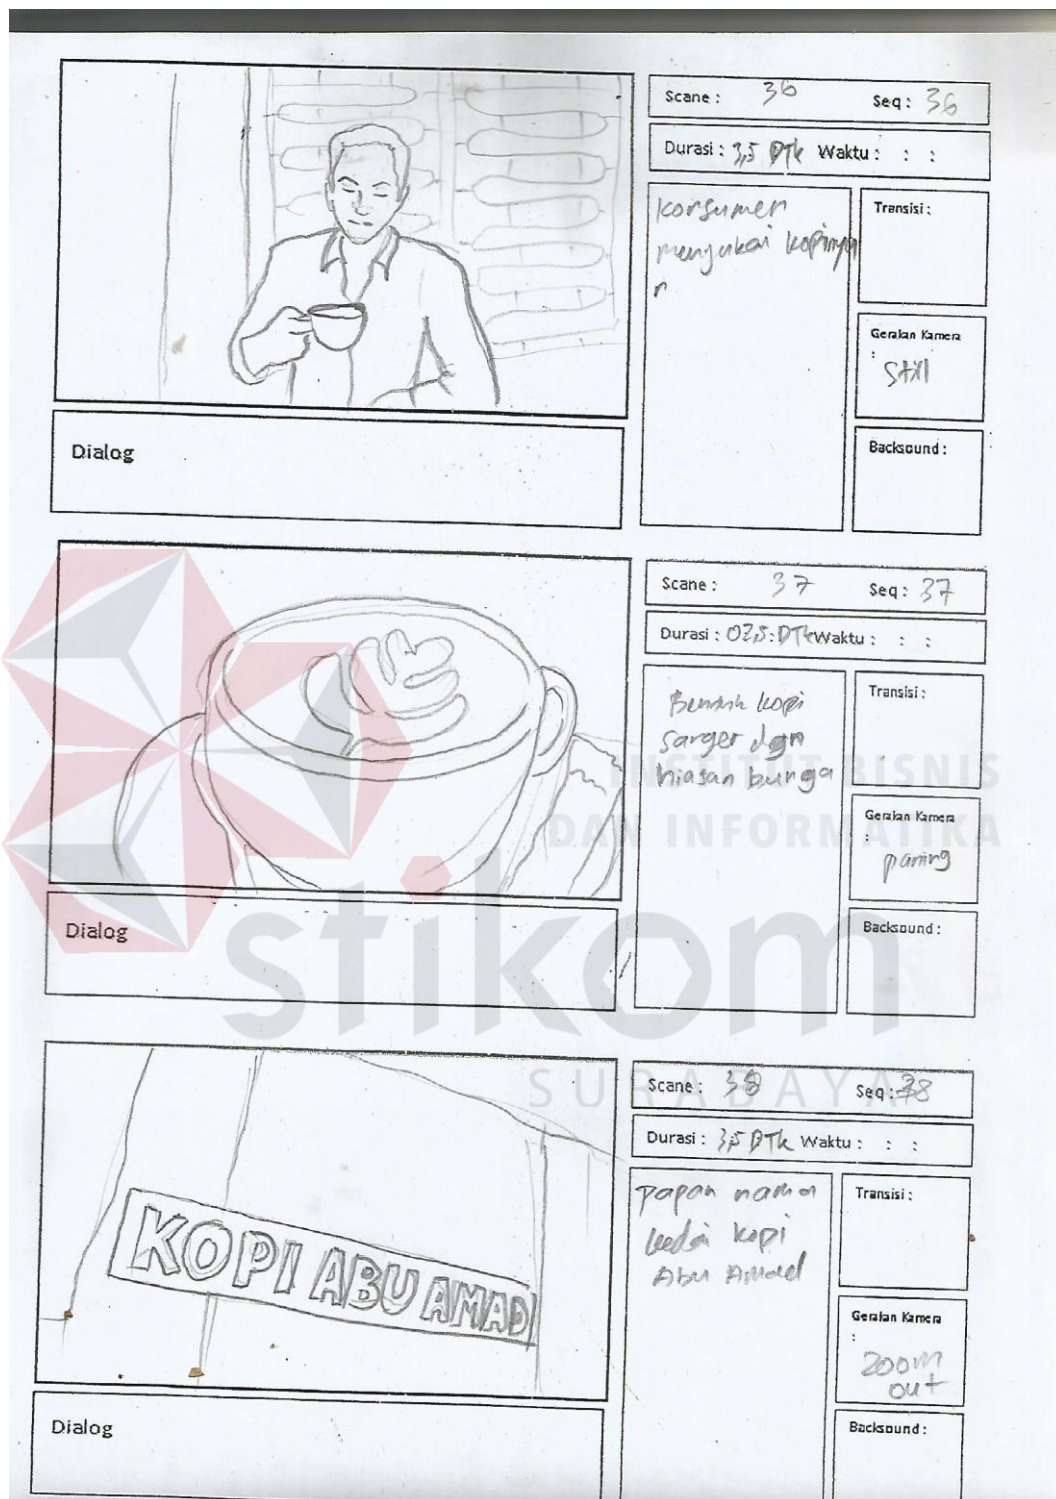 Scane : 36 Seq : 36
Durasi : 3,5 DTk Waktu : : :
Konsumen
menyukai kopinya
Transisi :
Gerakan Kamera
:
Still
Backsound :
Dialog
Scane : 37 Seq : 37
Durasi : 03,5 : DTk Waktu : : :
kopi
sanger dgn
hiasan bunga
Transisi :
Gerakan Kamera
:
paning
Backsound :
Dialog
INSTITUT BISNIS
DAN INFORMATIKA
stikom
SURABAYA
KOPI ABU AMAD
Scane : 38 Seq : 38
Durasi : 3,5 DTk Waktu : : :
papan nama
kedai kopi
Abu Amad
Transisi :
Gerakan Kamera
:
Zoom
out
Backsound :
Dialog